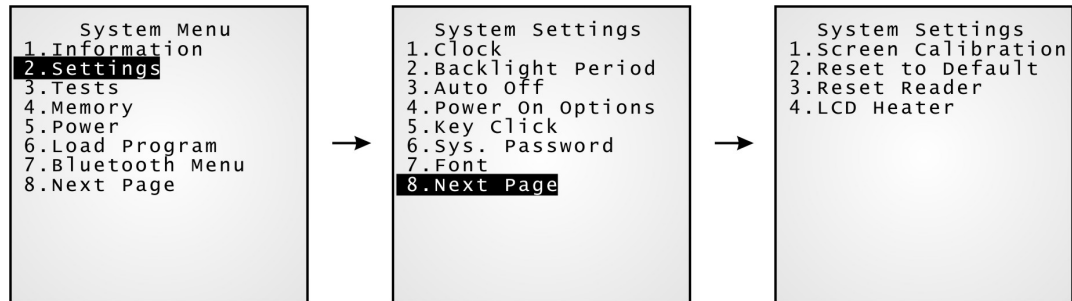 System Menu
1.Information
2.Settings
3.Tests
4.Memory
5.Power
6.Load Program
7.Bluetooth Menu
8.Next Page
System Settings
1.Clock
2.Backlight Period
3.Auto Off
4.Power On Options
5.Key Click
6.Sys. Password
7.Font
8.Next Page
System Settings
1.Screen Calibration
2.Reset to Default
3.Reset Reader
4.LCD Heater